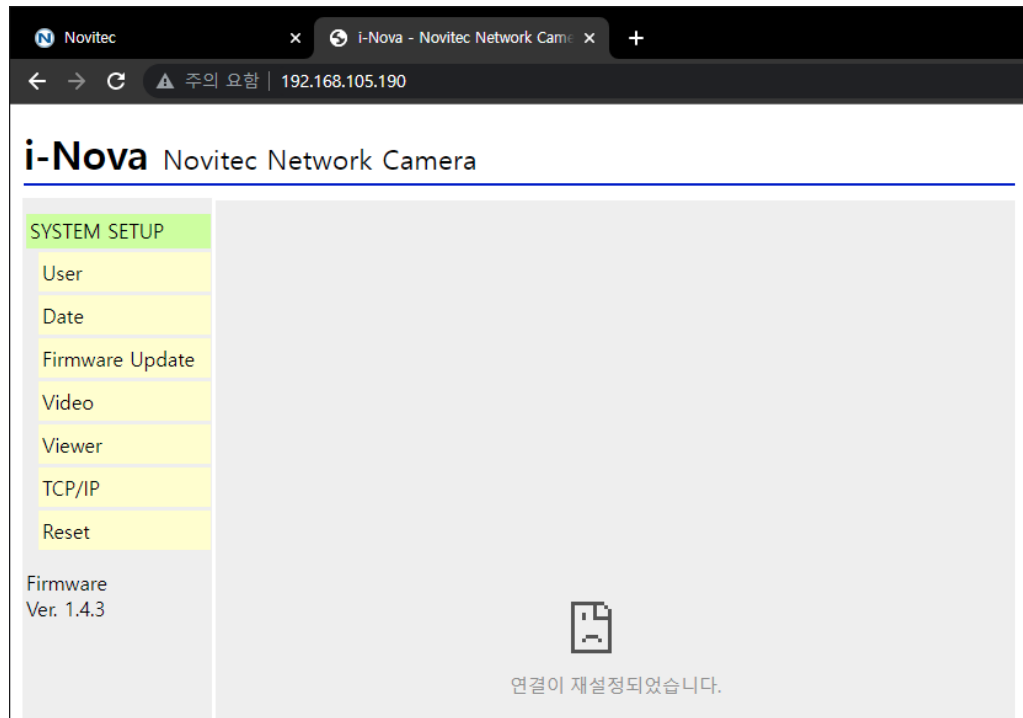 Novitec
i-Nova - Novitec Network Came
주의 요함 192.168.105.190
i-Nova Novitec Network Camera
SYSTEM SETUP
User
Date
Firmware Update
Video
Viewer
TCP/IP
Reset
Firmware
Ver. 1.4.3
연결이 재설정되었습니다.